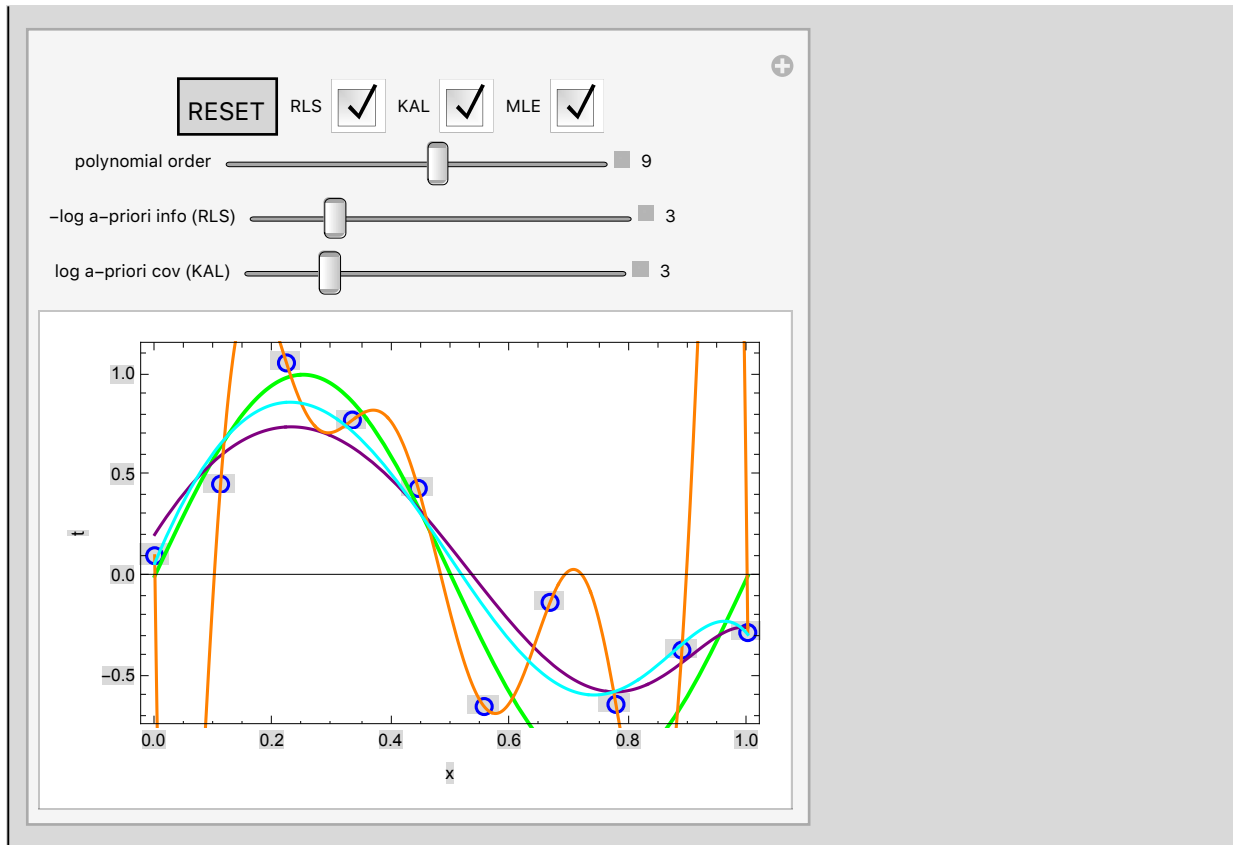 RESET RLS KAL MLE
polynomial order 9
−log a−priori info (RLS) 3
log a−priori cov (KAL) 3
1.0
0.5
t
0.0
−0.5
0.0 0.2 0.4 0.6 0.8 1.0
x